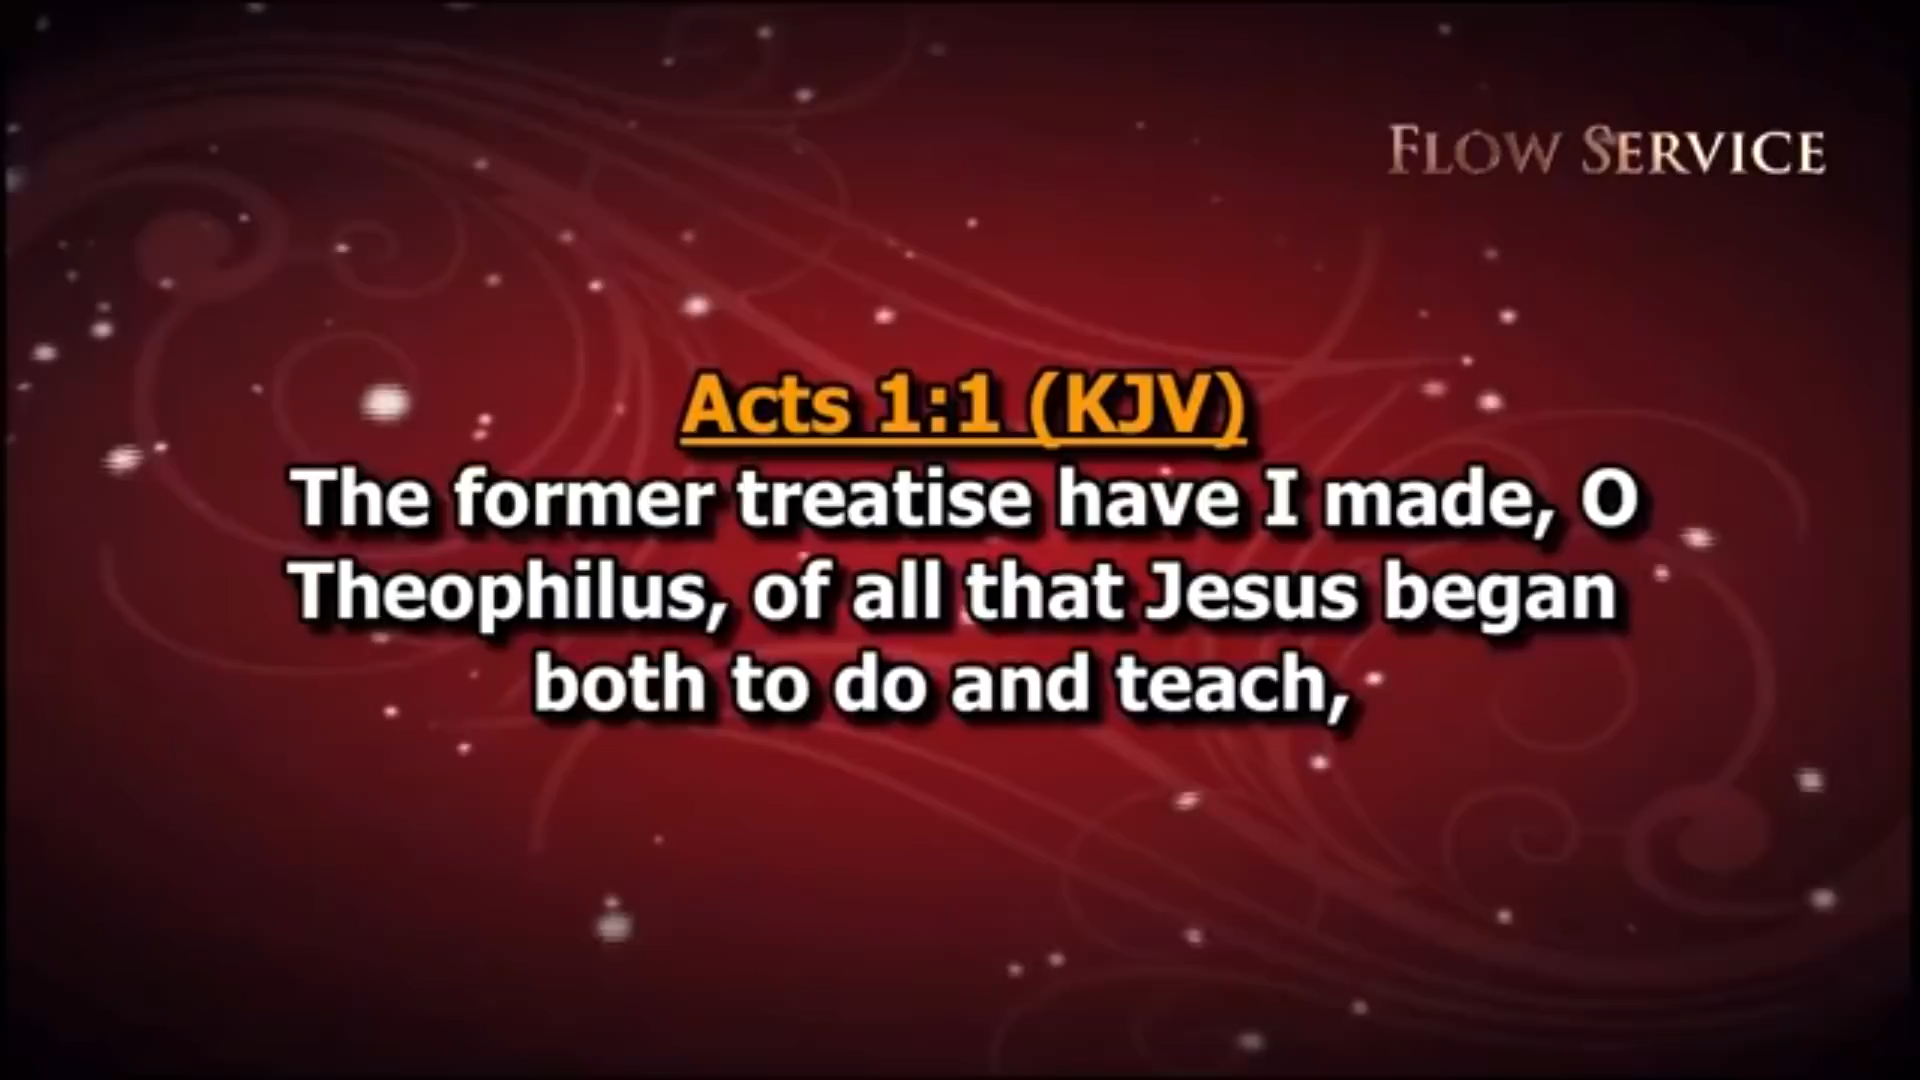 FLOW SERVICE
Acts 1:1 (KJV)
The former treatise have I made, O
Theophilus, of all that Jesus began
both to do and teach,